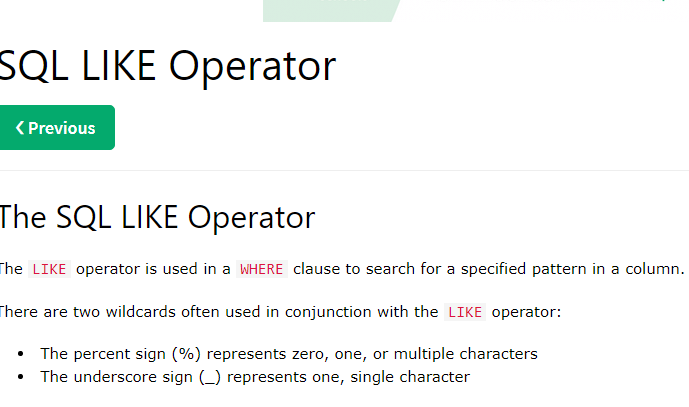 SQL LIKE Operator
❮ Previous
The SQL LIKE Operator
The LIKE operator is used in a WHERE clause to search for a specified pattern in a column.
There are two wildcards often used in conjunction with the LIKE operator:
• The percent sign (%) represents zero, one, or multiple characters
• The underscore sign (_) represents one, single character